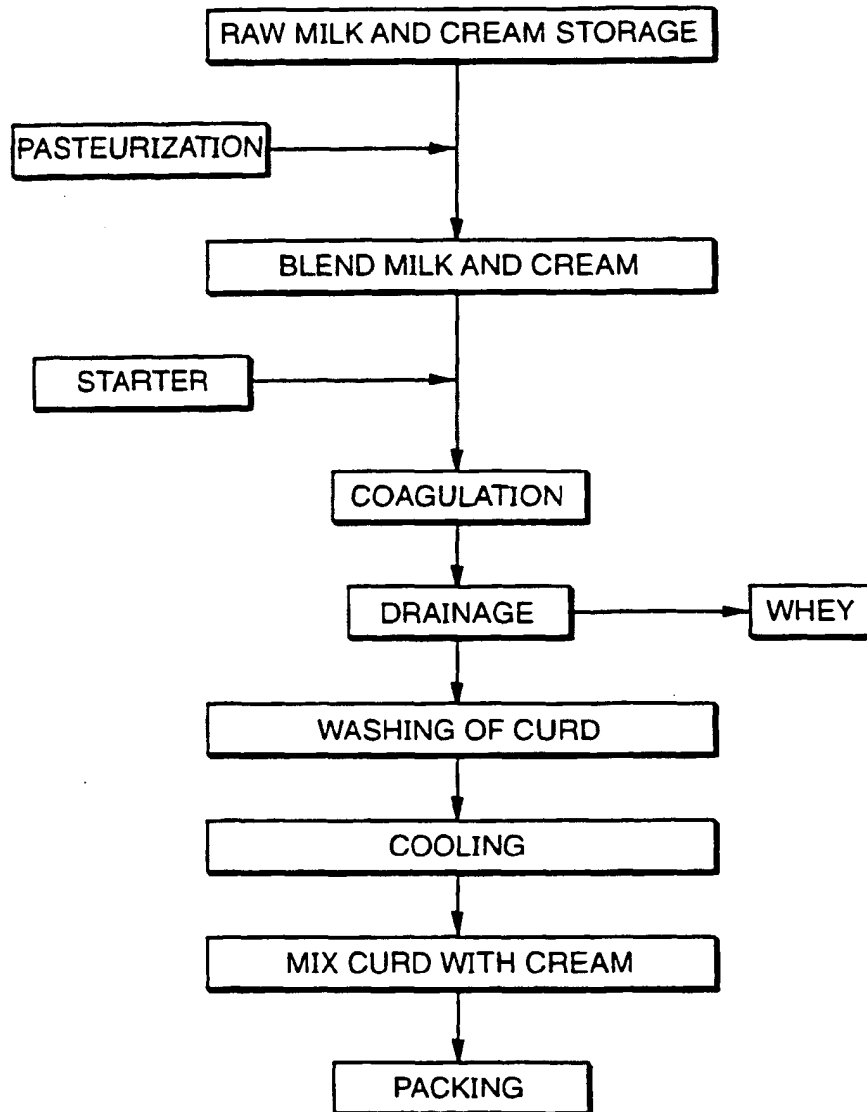 RAW MILK AND CREAM STORAGE
PASTEURIZATION
BLEND MILK AND CREAM
STARTER
COAGULATION
DRAINAGE
WHEY
WASHING OF CURD
COOLING
MIX CURD WITH CREAM
PACKING